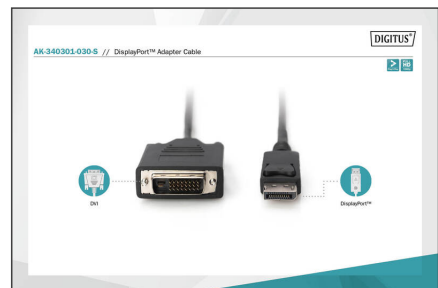 DIGITUS®
AK-340301-030-S // DisplayPort™ Adapter Cable
DVI
DisplayPort™